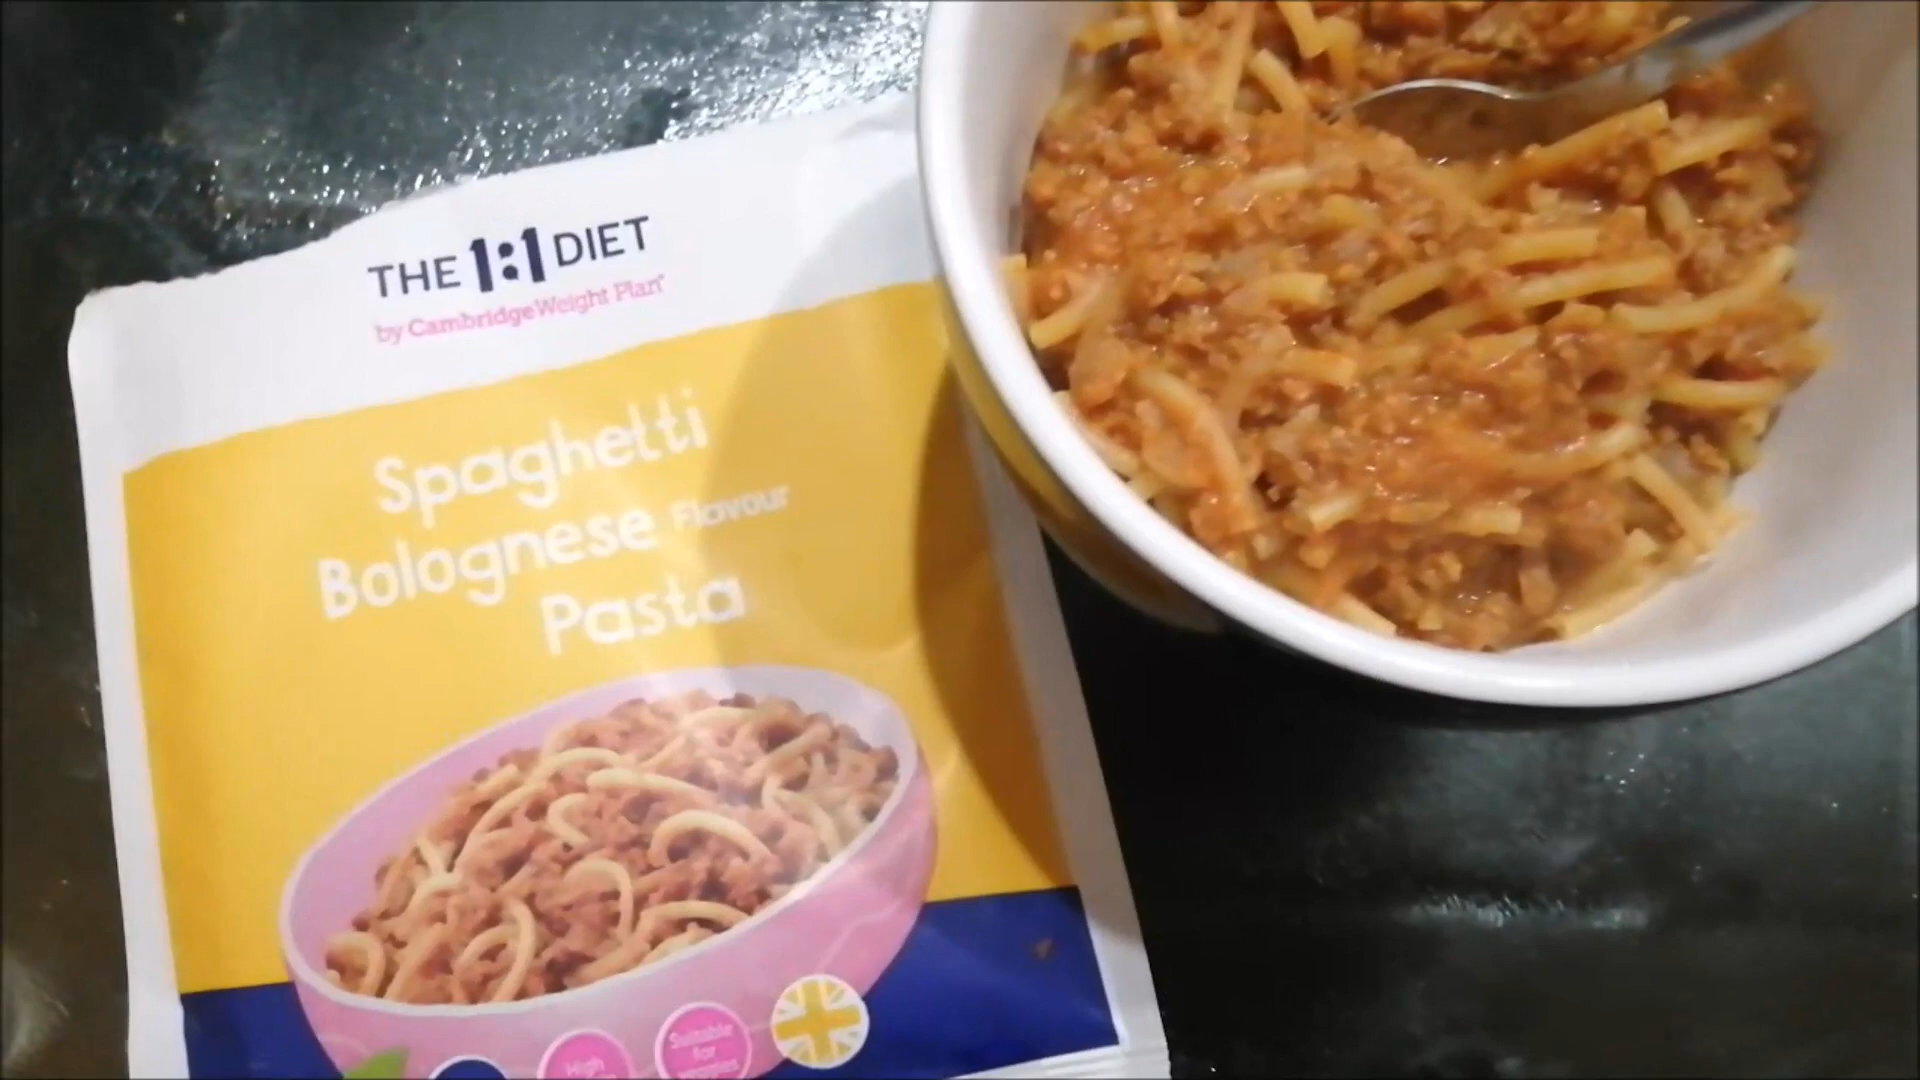 THE 1:1 DIET
by CambridgeWeight Plan
Spaghetti
Bolognese Flavour
Pasta
High
Suitable
for